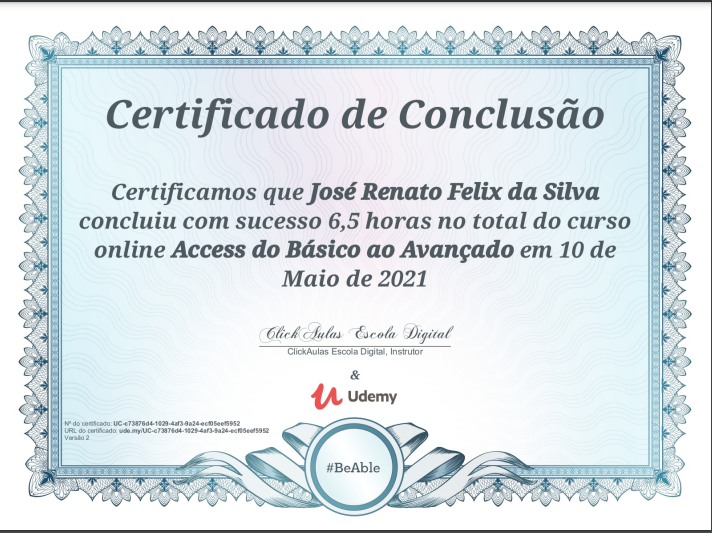 Certificado de Conclusão
Certificamos que José Renato Felix da Silva
concluiu com sucesso 6,5 horas no total do curso
online Access do Básico ao Avançado em 10 de
Maio de 2021
ClickAulas Escola Digital
ClickAulas Escola Digital, Instrutor
&
Udemy
Nº do certificado: UC-c73876d4-1029-4af3-9a24-ecf05eef5952
URL do certificado: ude.my/UC-c73876d4-1029-4af3-9a24-ecf05eef5952
Versão 2
#BeAble